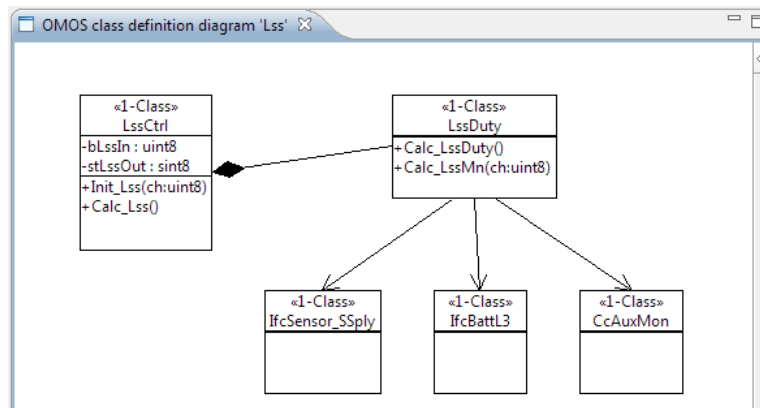 OMOS class definition diagram 'Lss'
«1-Class»
LssCtrl
-bLssIn : uint8
-stLssOut : sint8
+Init_Lss(ch:uint8)
+Calc_Lss()
«1-Class»
LssDuty
+Calc_LssDuty()
+Calc_LssMn(ch:uint8)
«1-Class»
IfcSensor_SSply
«1-Class»
IfcBattL3
«1-Class»
CcAuxMon